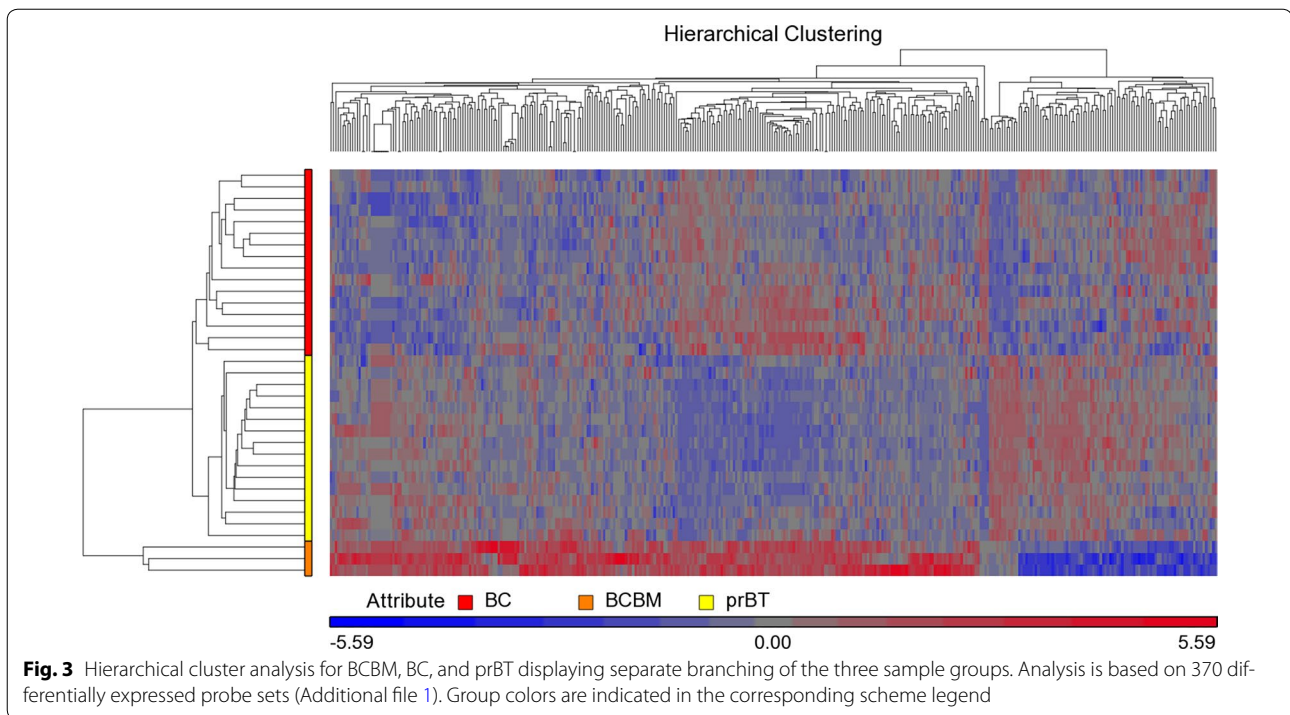 Hierarchical Clustering
Attribute BC BCBM prBT
-5.59 0.00 5.59
Fig. 3 Hierarchical cluster analysis for BCBM, BC, and prBT displaying separate branching of the three sample groups. Analysis is based on 370 dif-
ferentially expressed probe sets (Additional file 1). Group colors are indicated in the corresponding scheme legend